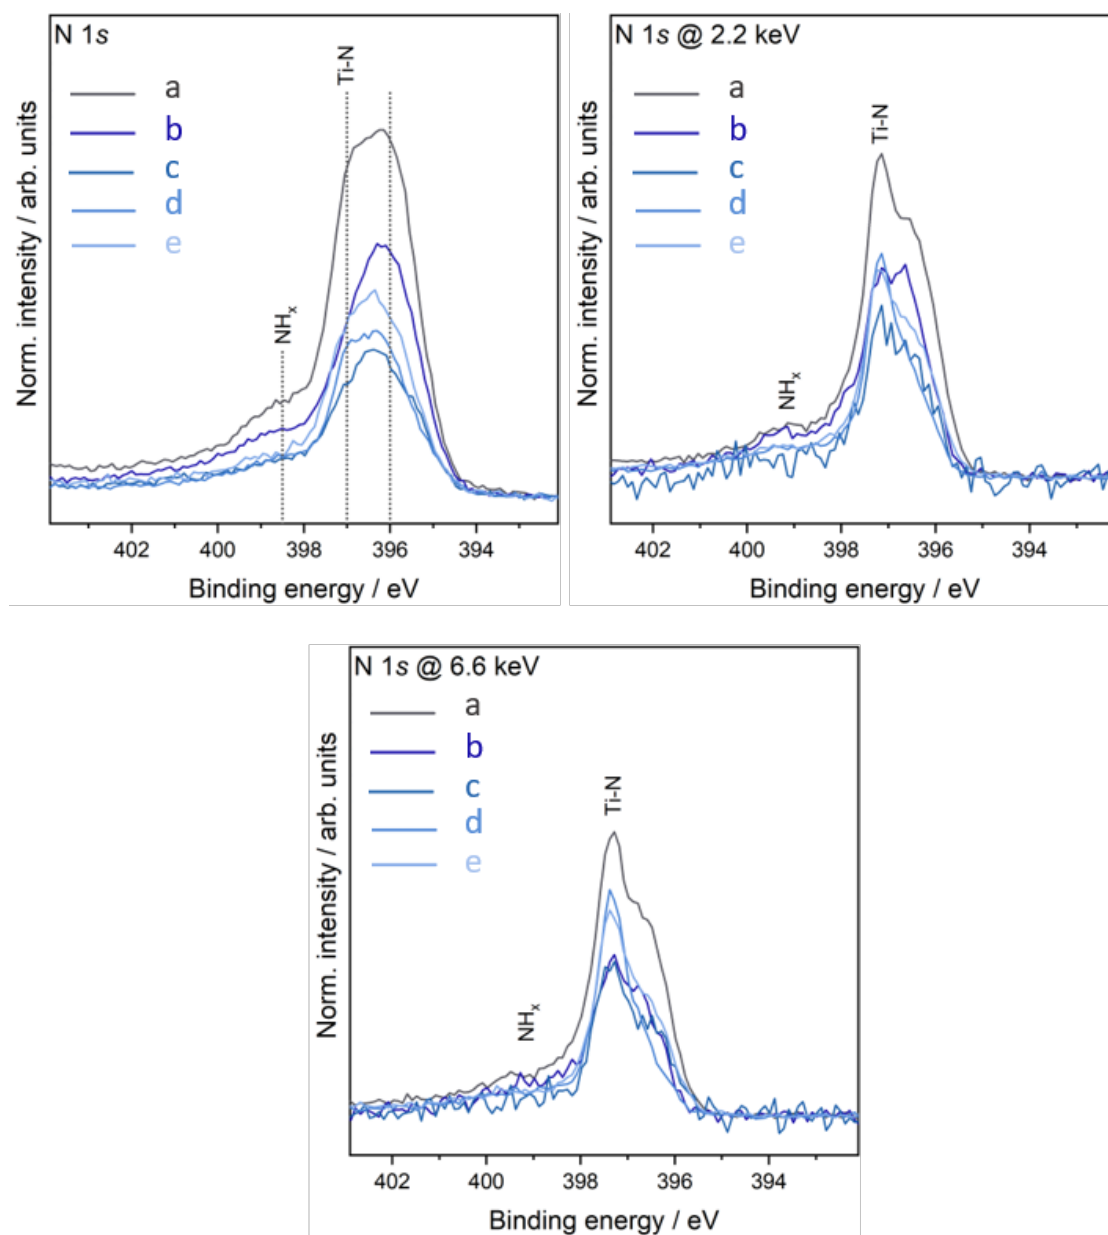 N 1s
a
b
c
d
e
Ti-N
NHx
Norm. intensity / arb. units
402 400 398 396 394
Binding energy / eV
N 1s @ 2.2 keV
a
b
c
d
e
Ti-N
NHx
Norm. intensity / arb. units
402 400 398 396 394
Binding energy / eV
N 1s @ 6.6 keV
a
b
c
d
e
Ti-N
NHx
Norm. intensity / arb. units
402 400 398 396 394
Binding energy / eV